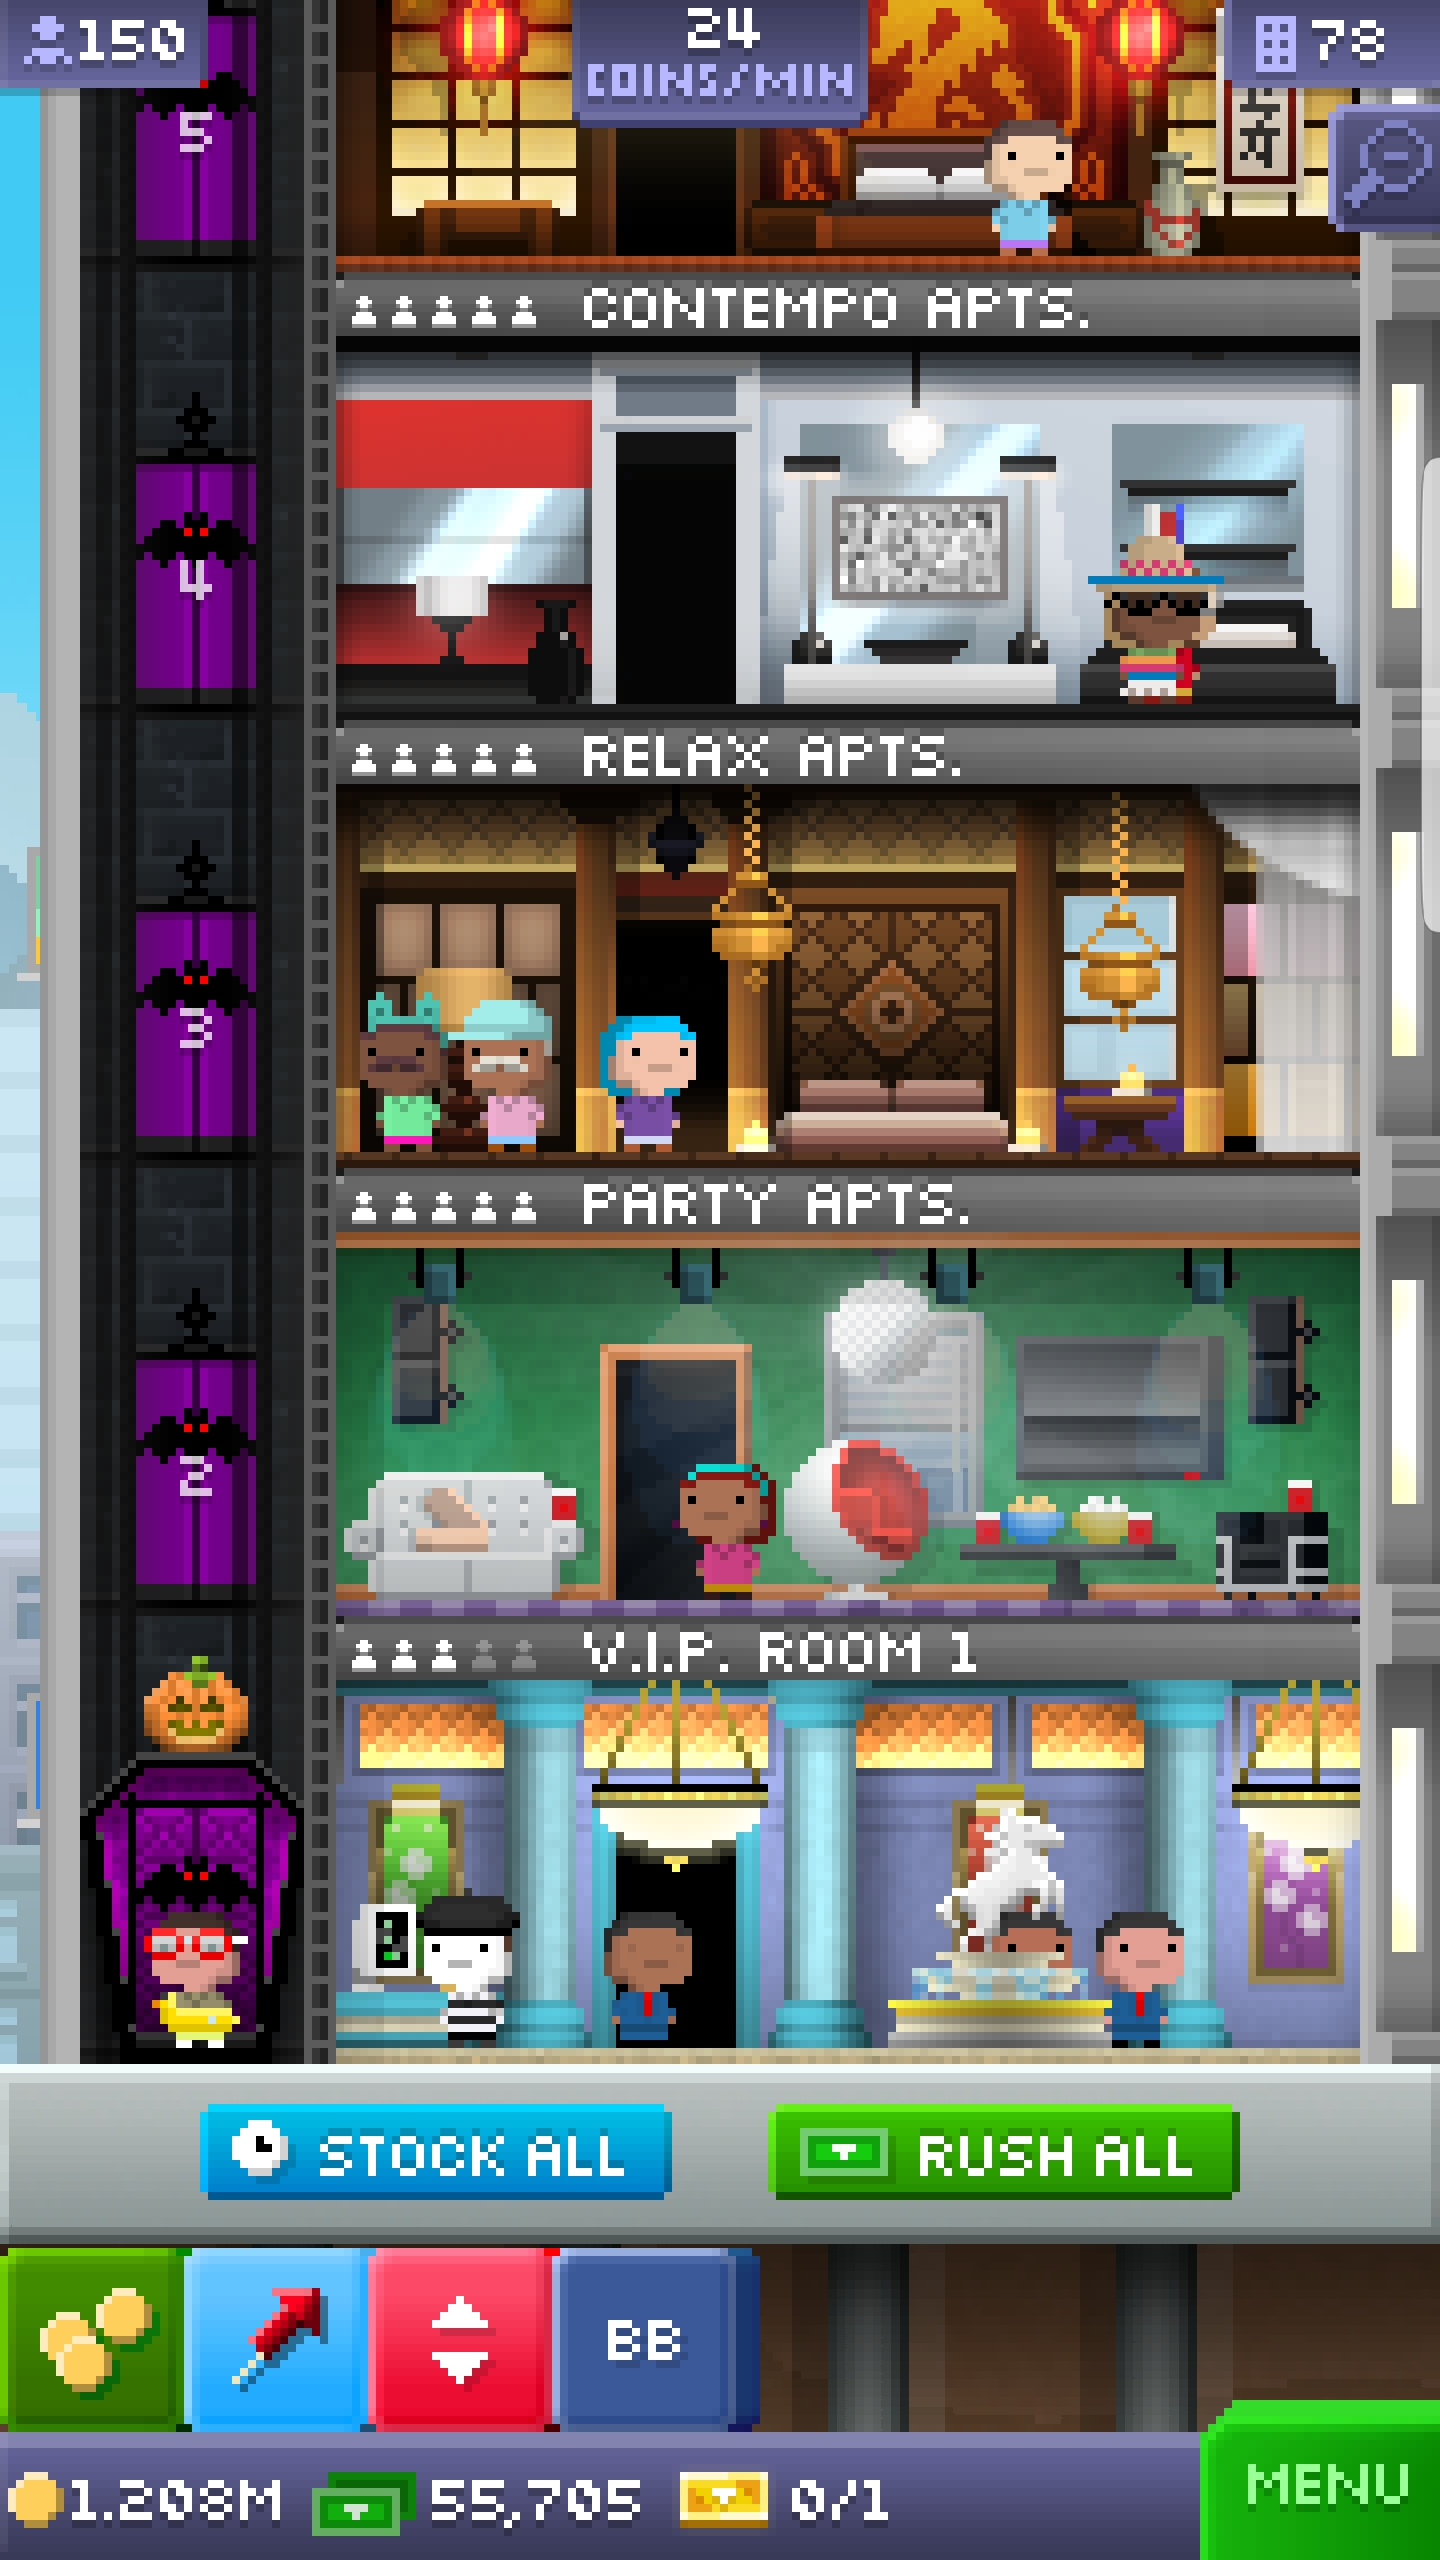 150
24
COINS/MIN
78
5
CONTEMPO APTS.
4
RELAX APTS.
3
PARTY APTS.
2
V.I.P. ROOM 1
STOCK ALL
RUSH ALL
BB
1.208M
55,705
0/1
MENU